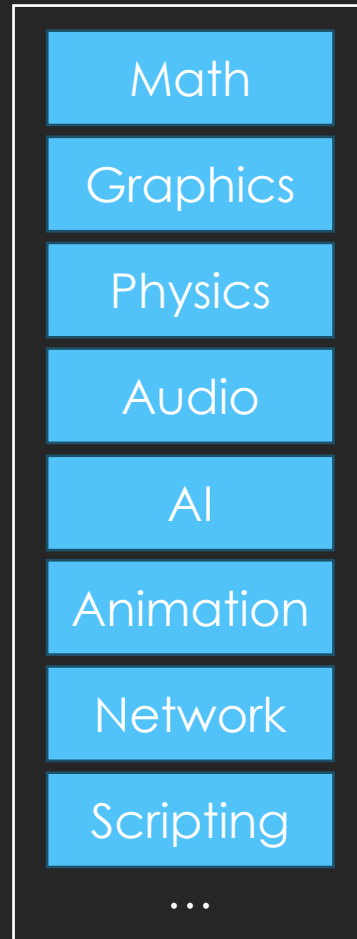 Math
Graphics
Physics
Audio
AI
Animation
Network
Scripting
...